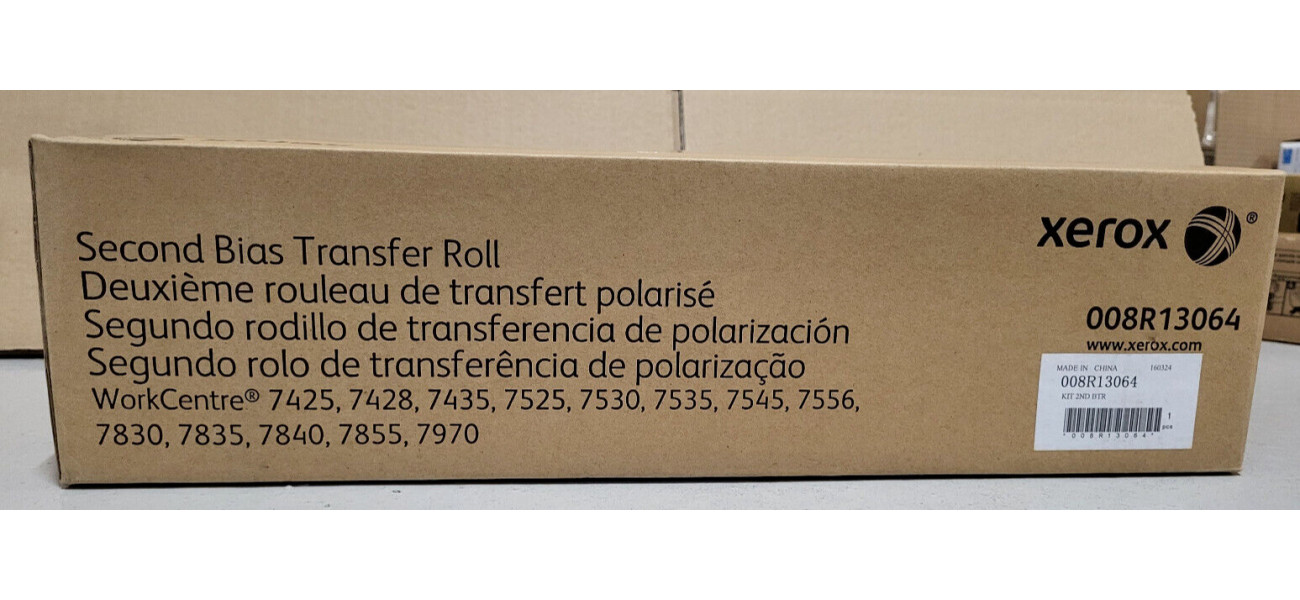 Second Bias Transfer Roll
Deuxième rouleau de transfert polarisé
Segundo rodillo de transferencia de polarización
Segundo rolo de transferência de polarização
WorkCentre® 7425, 7428, 7435, 7525, 7530, 7535, 7545, 7556,
7830, 7835, 7840, 7855, 7970
xerox ®
008R13064
www.xerox.com
MADE IN CHINA 160324
008R13064
KIT 2ND BTR
1
pcs
*008R13064*